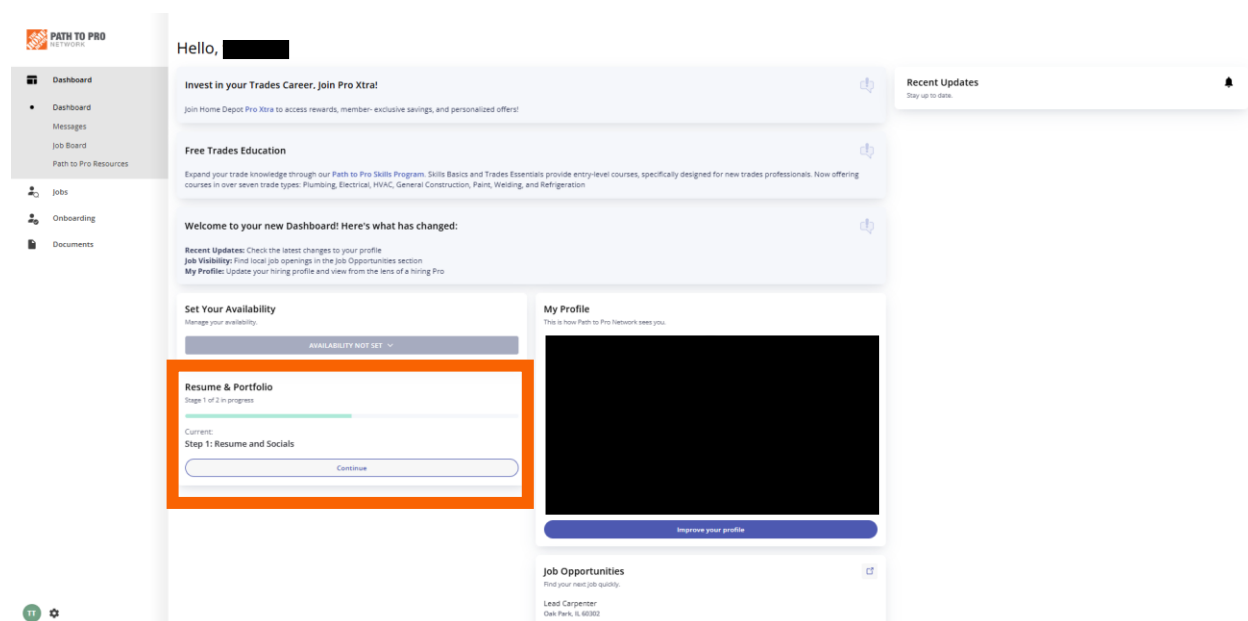 PATH TO PRO
NETWORK
Dashboard
Dashboard
Messages
Job Board
Path to Pro Resources
Jobs
Onboarding
Documents
TT
Hello,
Invest in your Trades Career, Join Pro Xtra!
Join Home Depot Pro Xtra to access rewards, member- exclusive savings, and personalized offers!
Free Trades Education
Expand your trade knowledge through our Path to Pro Skills Program. Skills Basics and Trades Essentials provide entry-level courses, specifically designed for new trades professionals. Now offering
courses in over seven trade types: Plumbing, Electrical, HVAC, General Construction, Paint, Welding, and Refrigeration
Welcome to your new Dashboard! Here's what has changed:
Recent Updates: Check the latest changes to your profile
Job Visibility: Find local job openings in the Job Opportunities section
My Profile: Update your hiring profile and view from the lens of a hiring Pro
Set Your Availability
Manage your availability.
AVAILABILITY NOT SET
Resume & Portfolio
Stage 1 of 2 in progress
Current:
Step 1: Resume and Socials
Continue
My Profile
This is how Path to Pro Network sees you.
Improve your profile
Job Opportunities
Find your next job quickly.
Lead Carpenter
Oak Park, IL 60302
Recent Updates
Stay up to date.